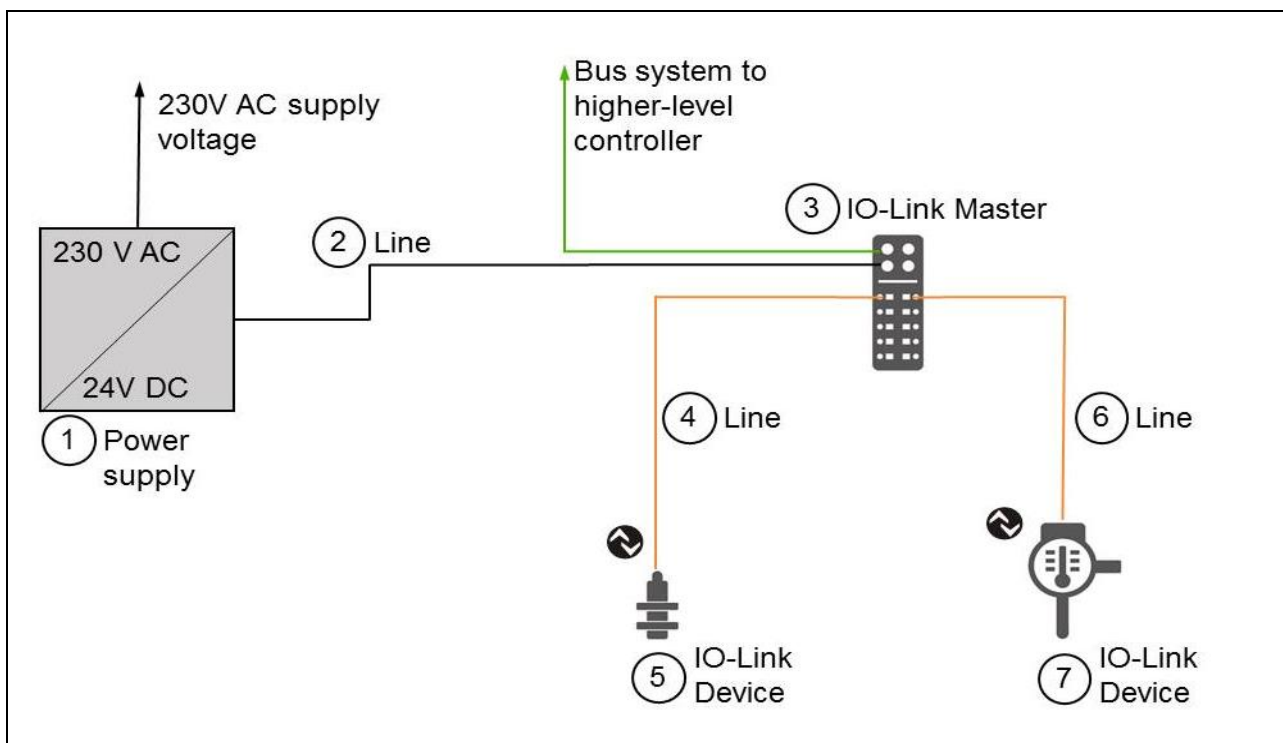 230V AC supply
voltage
Bus system to
higher-level
controller
3 IO-Link Master
2 Line
230 V AC
24V DC
1 Power
supply
4 Line
6 Line
5 IO-Link
Device
7 IO-Link
Device